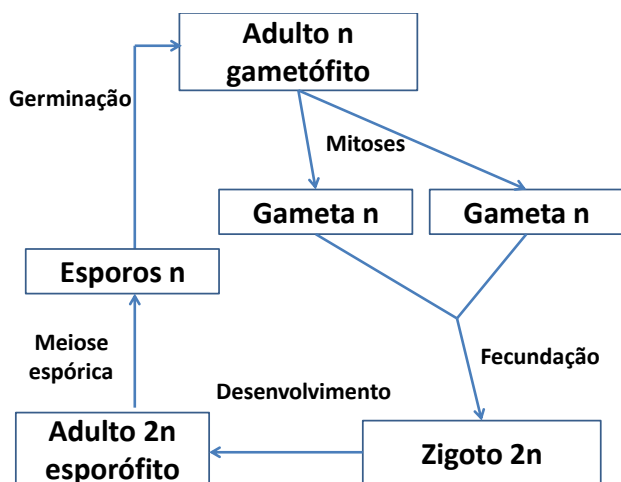 Adulto n
gametófito
Germinação
Mitoses
Gameta n
Gameta n
Esporos n
Meiose
espórica
Fecundação
Desenvolvimento
Adulto 2n
esporófito
Zigoto 2n